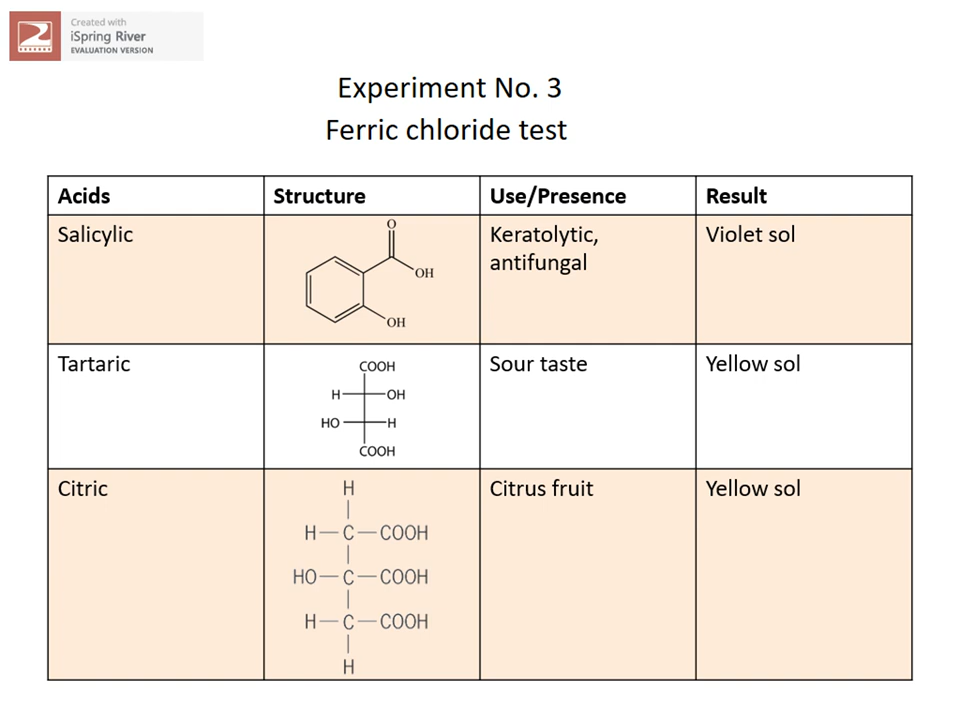 Created with
iSpring River
EVALUATION VERSION
Experiment No. 3
Ferric chloride test
Acids Structure Use/Presence Result
Salicylic
O
OH
OH
Keratolytic,
antifungal
Violet sol
Tartaric
COOH
H OH
HO H
COOH
Sour taste
Yellow sol
Citric
H
H—C—COOH
HO—C—COOH
H—C—COOH
H
Citrus fruit
Yellow sol